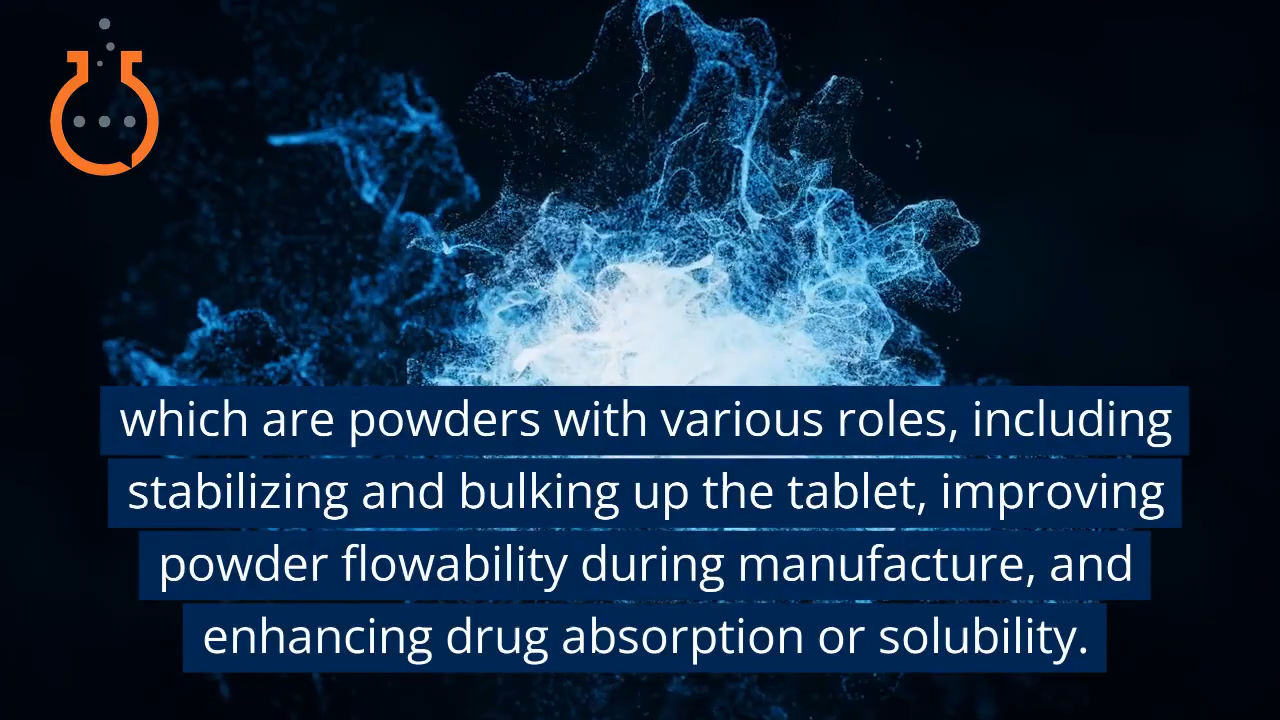 which are powders with various roles, including
stabilizing and bulking up the tablet, improving
powder flowability during manufacture, and
enhancing drug absorption or solubility.